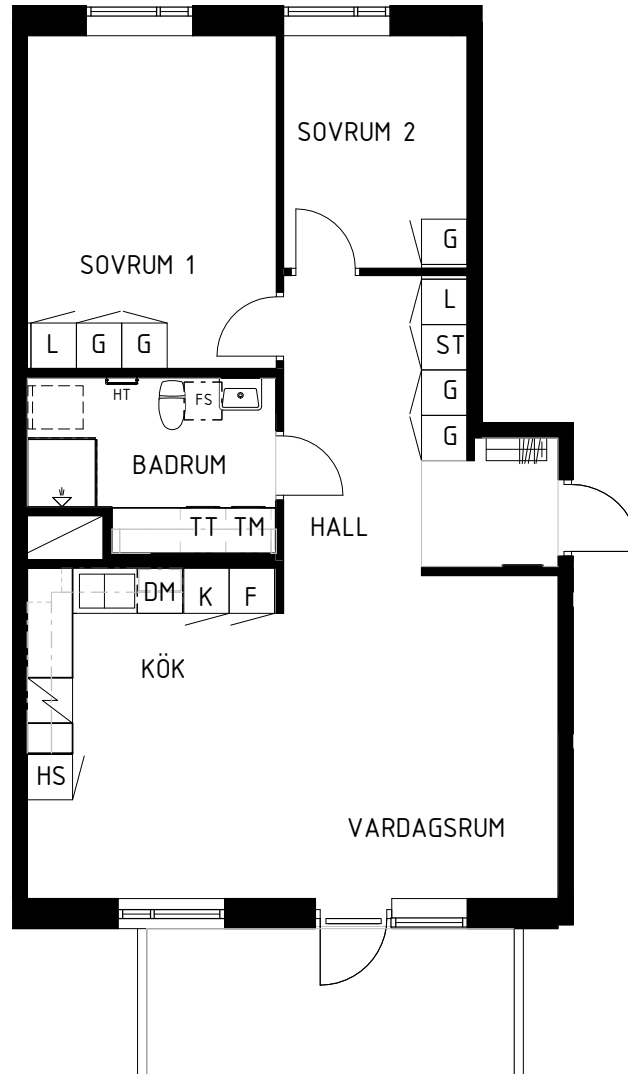 SOVRUM 2
G
SOVRUM 1
L
L G G
ST
G
G
HT
FS
BADRUM
TT TM
HALL
DM K F
KÖK
HS
VARDAGSRUM